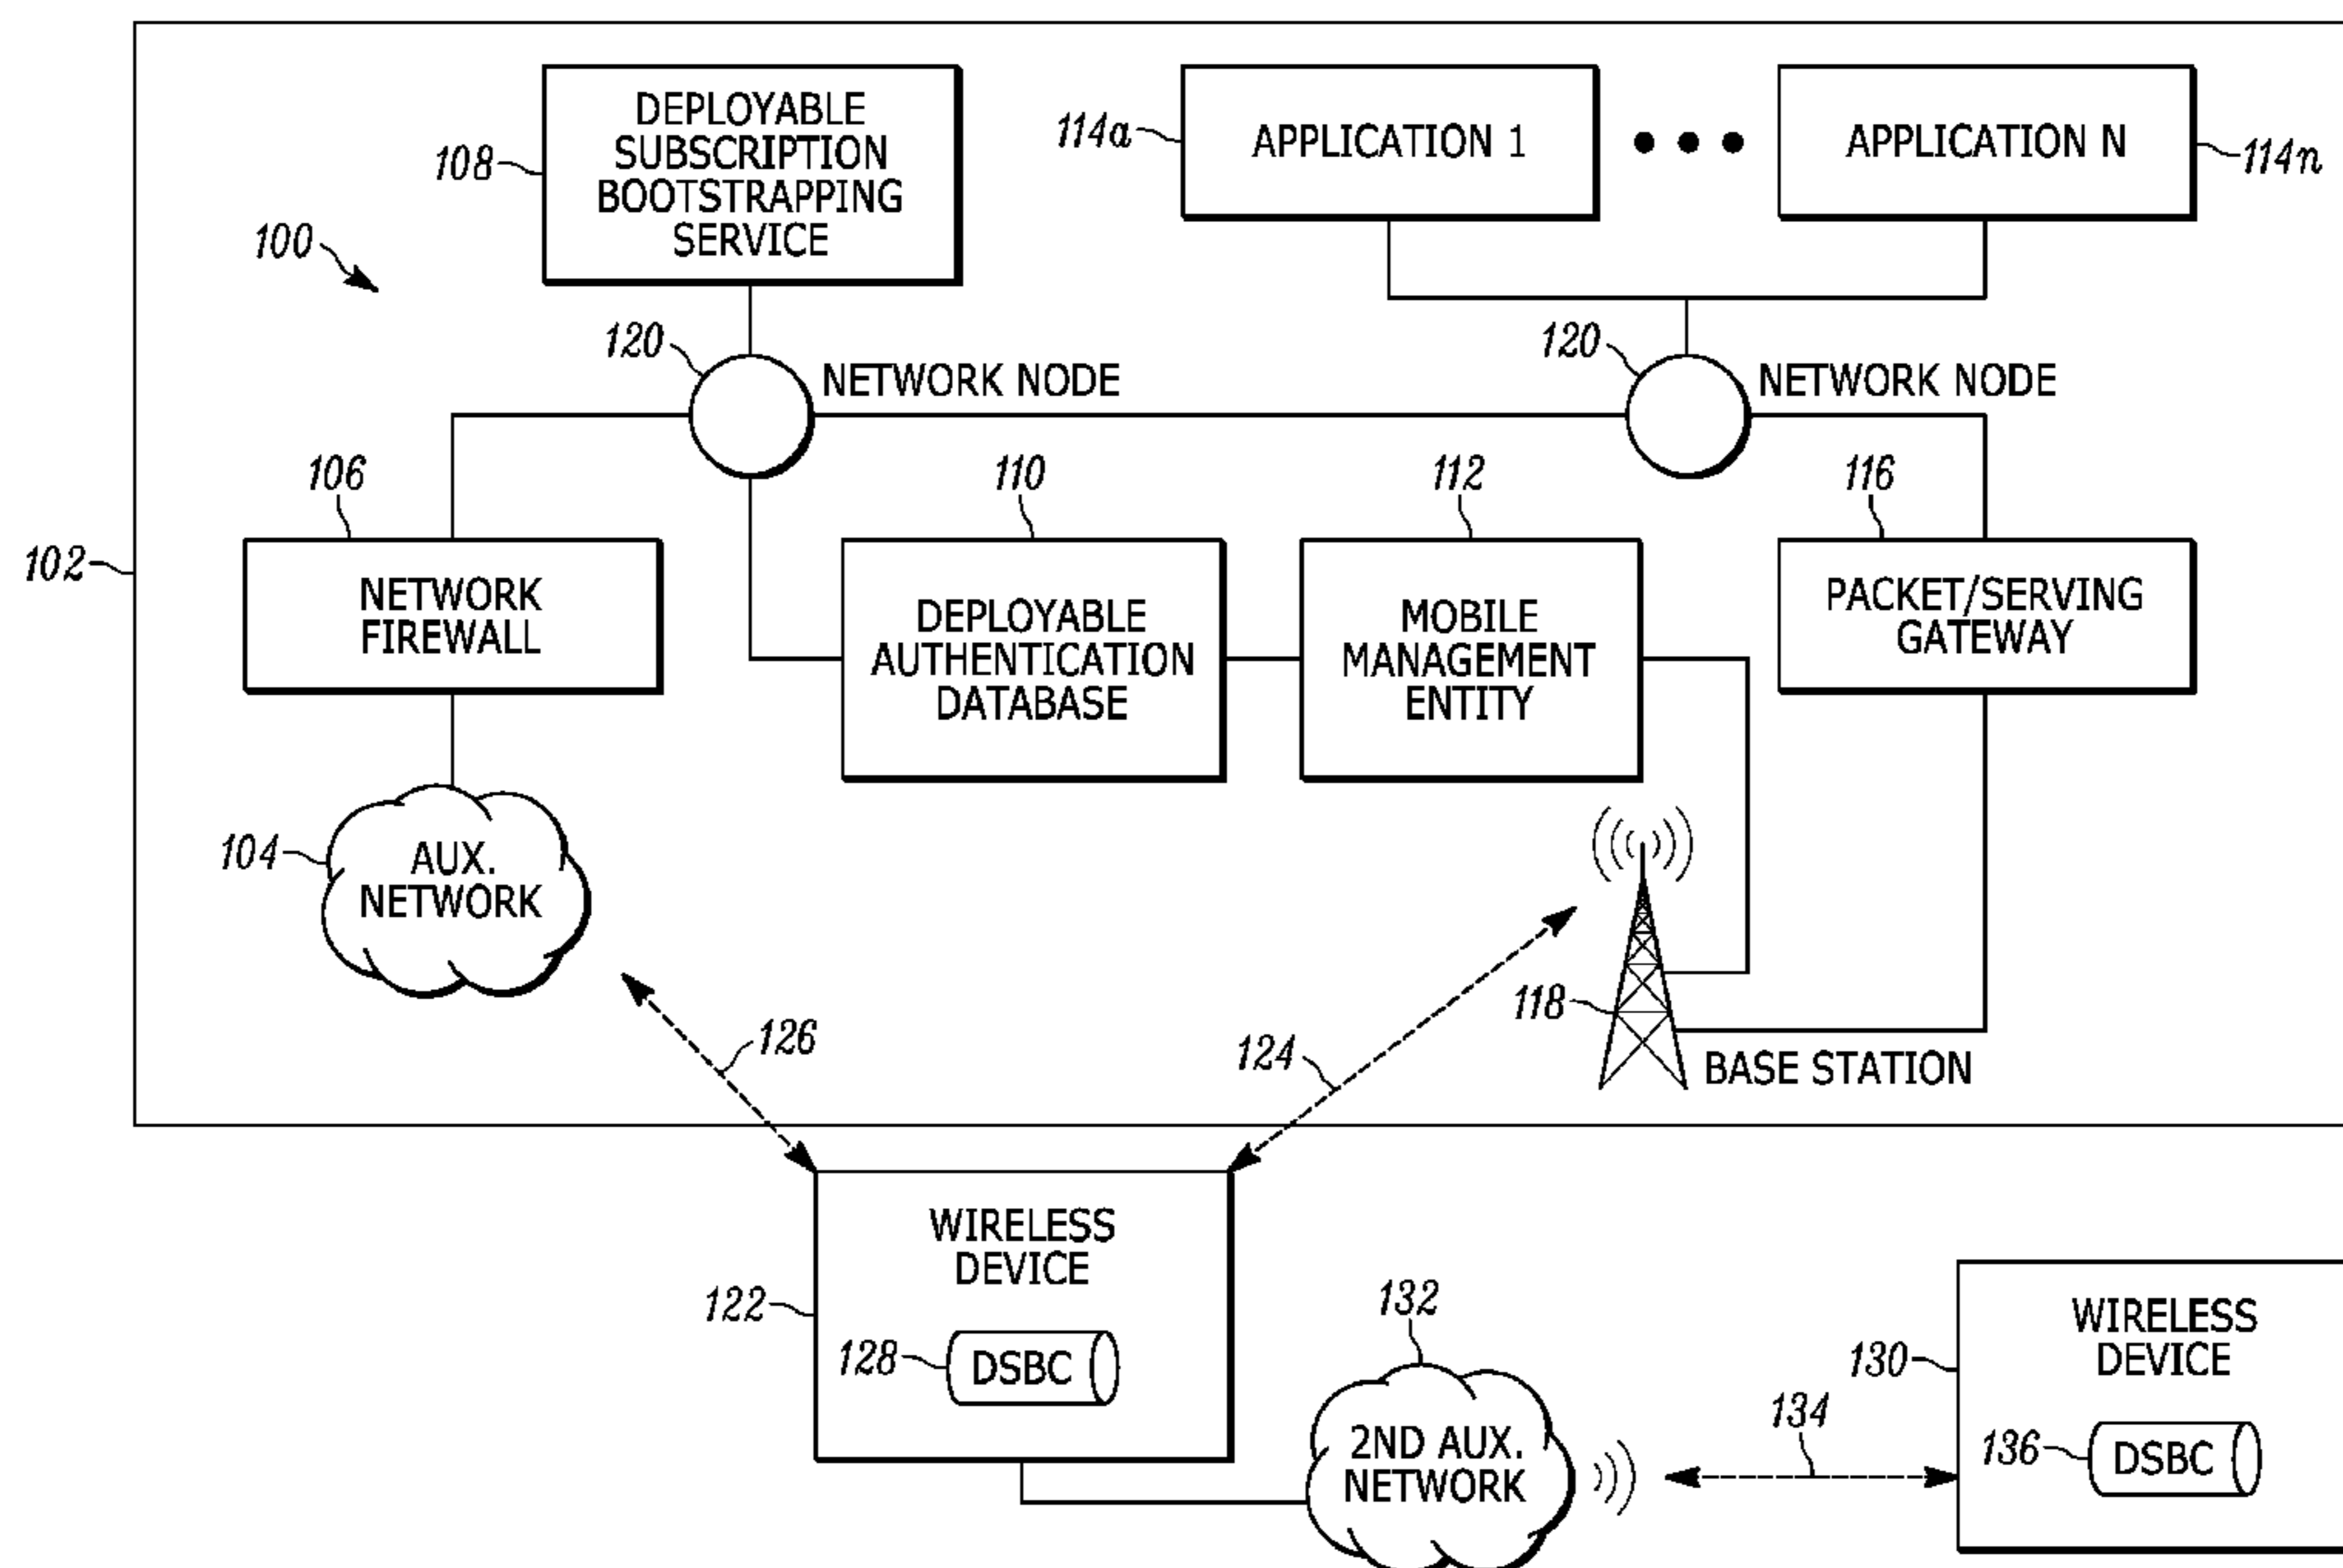 DEPLOYABLE
SUBSCRIPTION
BOOTSTRAPPING
SERVICE
108
114a
APPLICATION 1
APPLICATION N
114n
100
120
NETWORK NODE
120
NETWORK NODE
106
110
112
116
102
NETWORK
FIREWALL
DEPLOYABLE
AUTHENTICATION
DATABASE
MOBILE
MANAGEMENT
ENTITY
PACKET/SERVING
GATEWAY
104
AUX.
NETWORK
118
BASE STATION
126
124
WIRELESS
DEVICE
122
128
DSBC
132
2ND AUX.
NETWORK
134
WIRELESS
DEVICE
130
136
DSBC